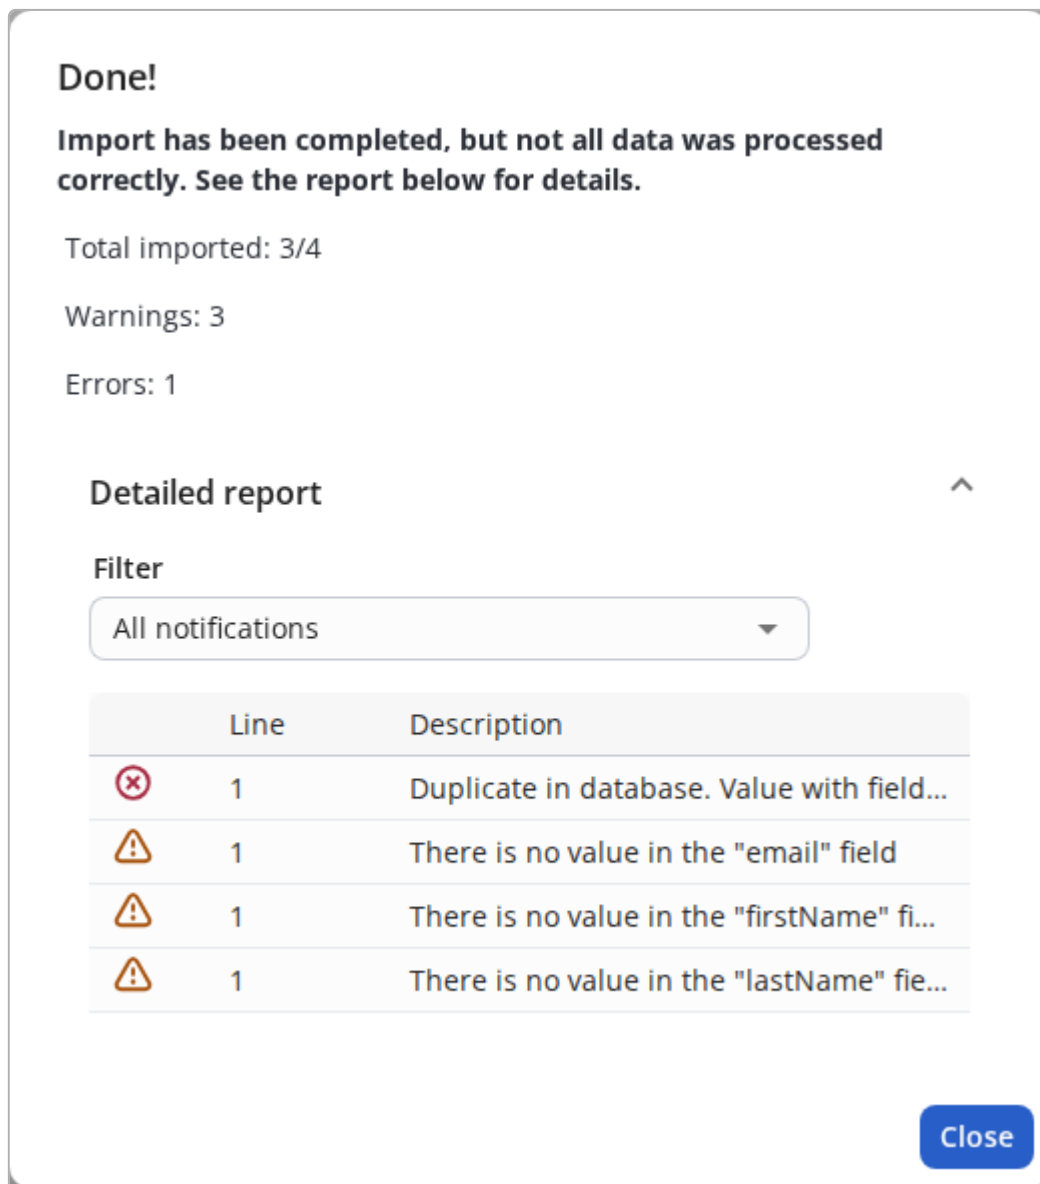 Done!
Import has been completed, but not all data was processed
correctly. See the report below for details.
Total imported: 3/4
Warnings: 3
Errors: 1
Detailed report
Filter
All notifications
Line Description
1 Duplicate in database. Value with field...
1 There is no value in the "email" field
1 There is no value in the "firstName" fi...
1 There is no value in the "lastName" fie...
Close